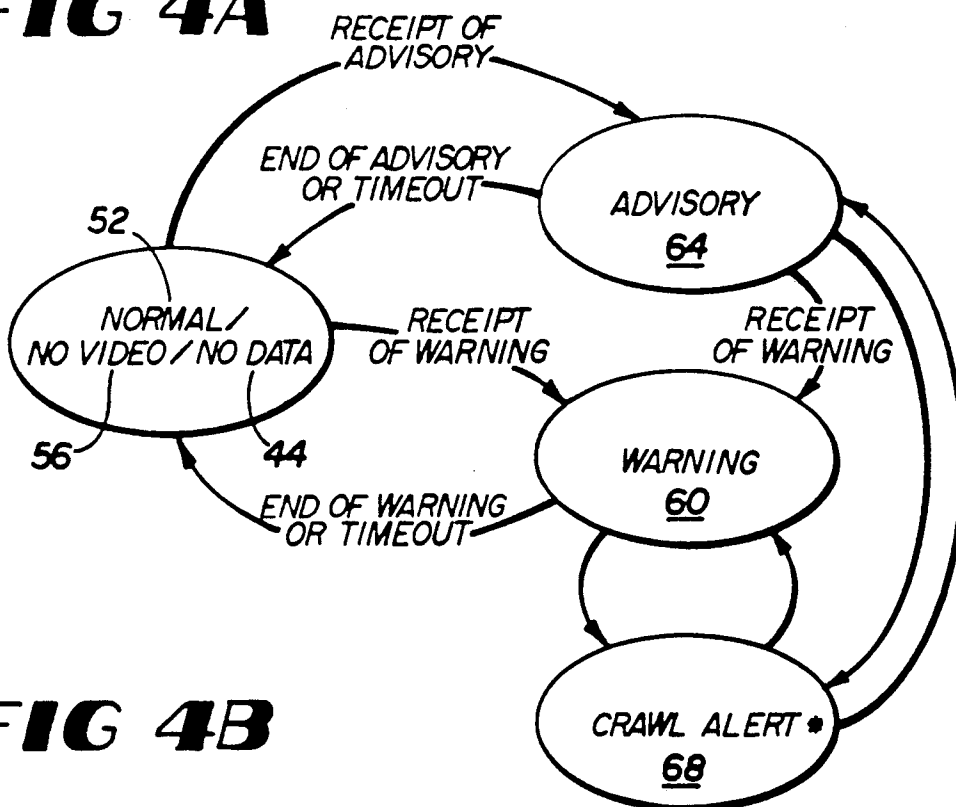 FIG 4A
RECEIPT OF
ADVISORY
END OF ADVISORY
OR TIMEOUT
ADVISORY
64
52
NORMAL/
NO VIDEO/NO DATA
RECEIPT
OF WARNING
RECEIPT
OF WARNING
56
44
WARNING
60
END OF WARNING
OR TIMEOUT
FIG 4B
CRAWL ALERT *
68